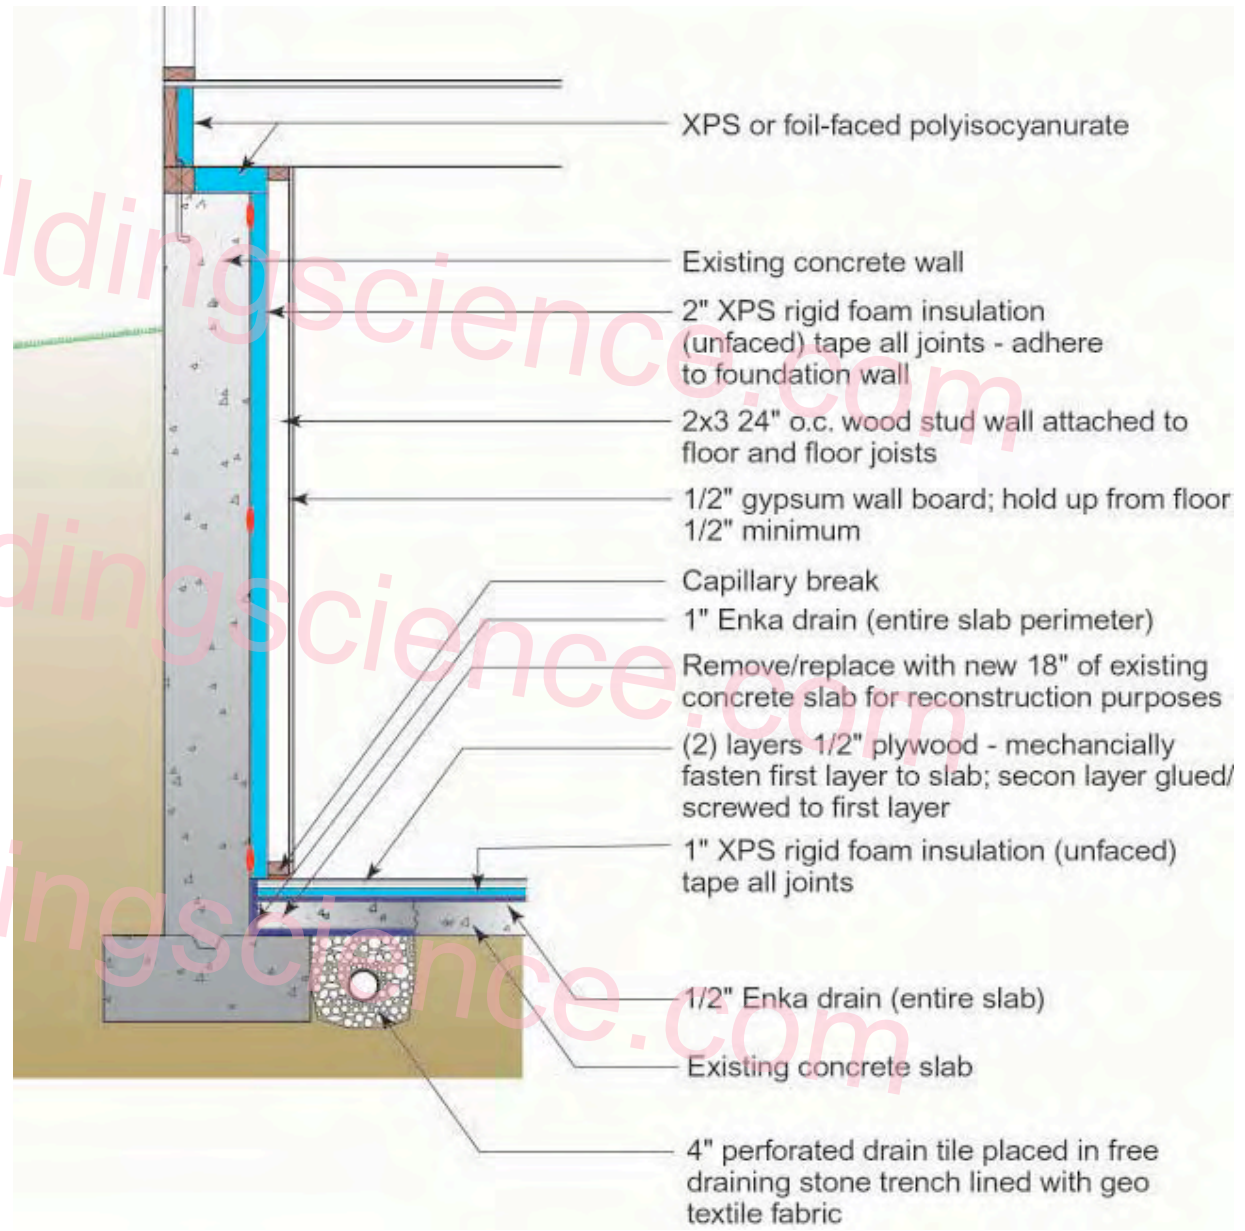 XPS or foil-faced polyisocyanurate
Existing concrete wall
2" XPS rigid foam insulation
(unfaced) tape all joints - adhere
to foundation wall
2x3 24" o.c. wood stud wall attached to
floor and floor joists
1/2" gypsum wall board; hold up from floor
1/2" minimum
Capillary break
1" Enka drain (entire slab perimeter)
Remove/replace with new 18" of existing
concrete slab for reconstruction purposes
(2) layers 1/2" plywood - mechancially
fasten first layer to slab; secon layer glued/
screwed to first layer
1" XPS rigid foam insulation (unfaced)
tape all joints
1/2" Enka drain (entire slab)
Existing concrete slab
4" perforated drain tile placed in free
draining stone trench lined with geo
textile fabric
ildingscience.com
dingscience.com
ingscience.com